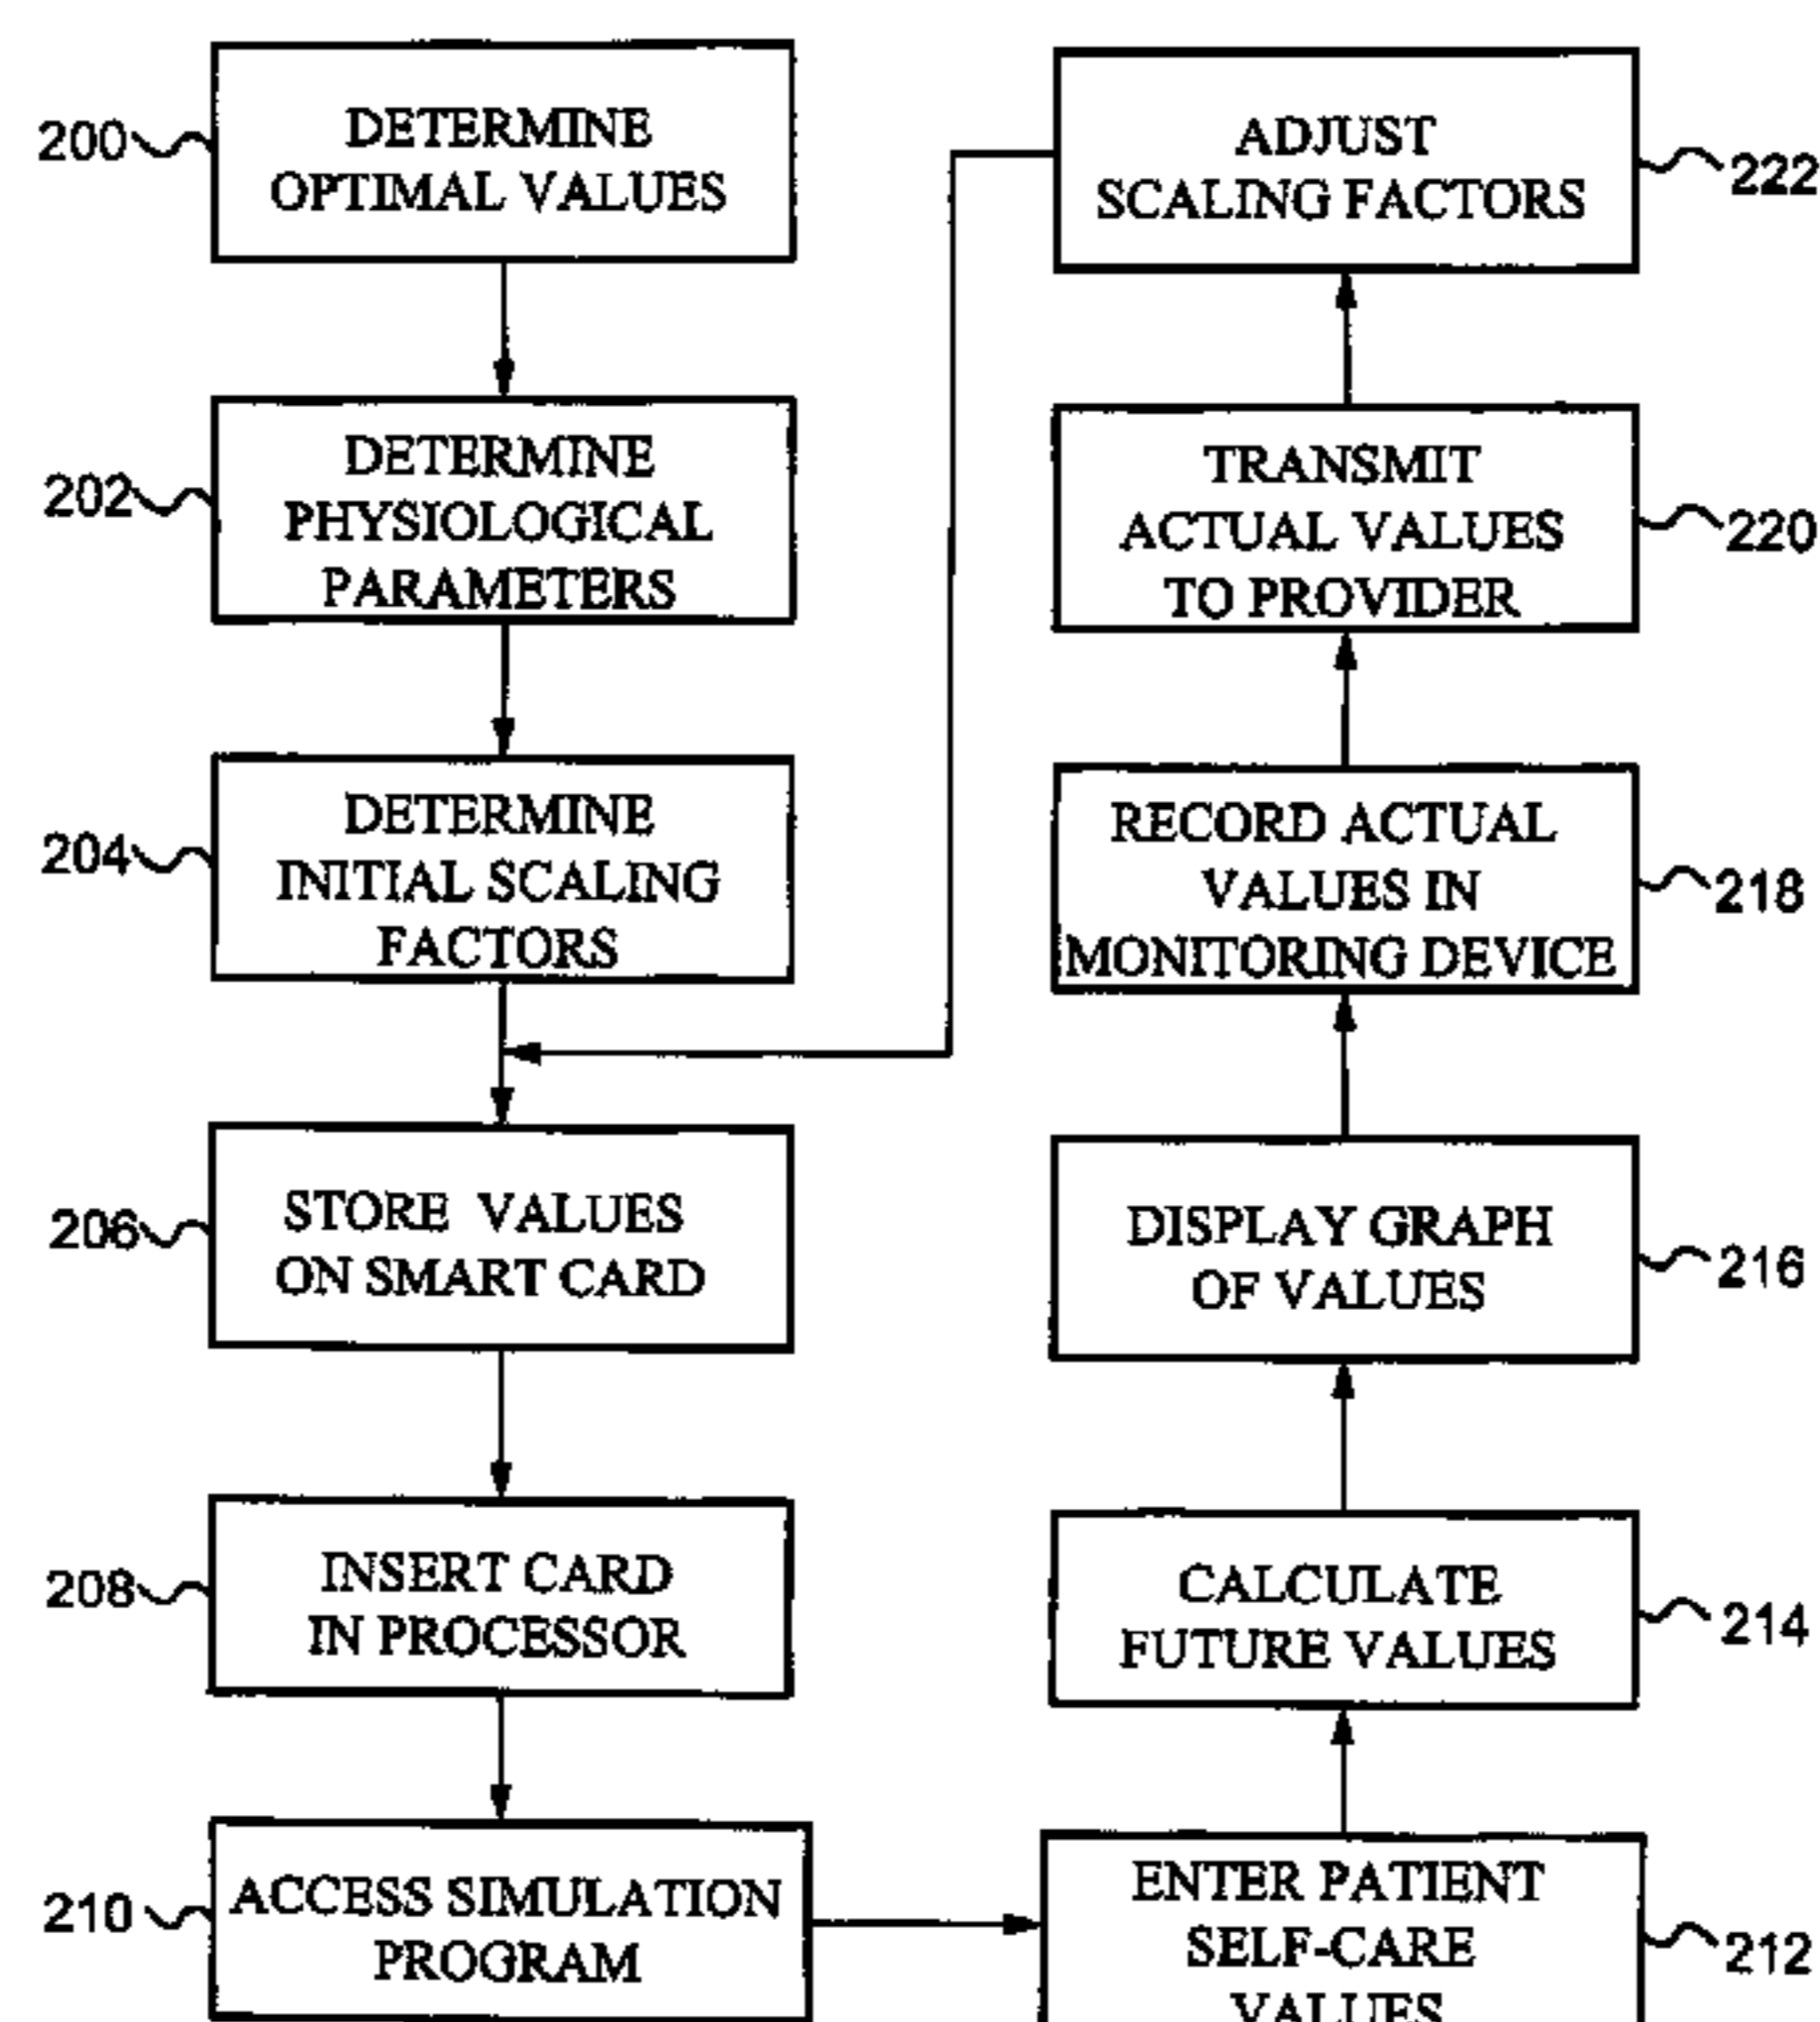 200
DETERMINE
OPTIMAL VALUES
202
DETERMINE
PHYSIOLOGICAL
PARAMETERS
204
DETERMINE
INITIAL SCALING
FACTORS
206
STORE VALUES
ON SMART CARD
208
INSERT CARD
IN PROCESSOR
210
ACCESS SIMULATION
PROGRAM
ENTER PATIENT
SELF-CARE
VALUES
212
CALCULATE
FUTURE VALUES
214
DISPLAY GRAPH
OF VALUES
216
RECORD ACTUAL
VALUES IN
MONITORING DEVICE
218
TRANSMIT
ACTUAL VALUES
TO PROVIDER
220
ADJUST
SCALING FACTORS
222